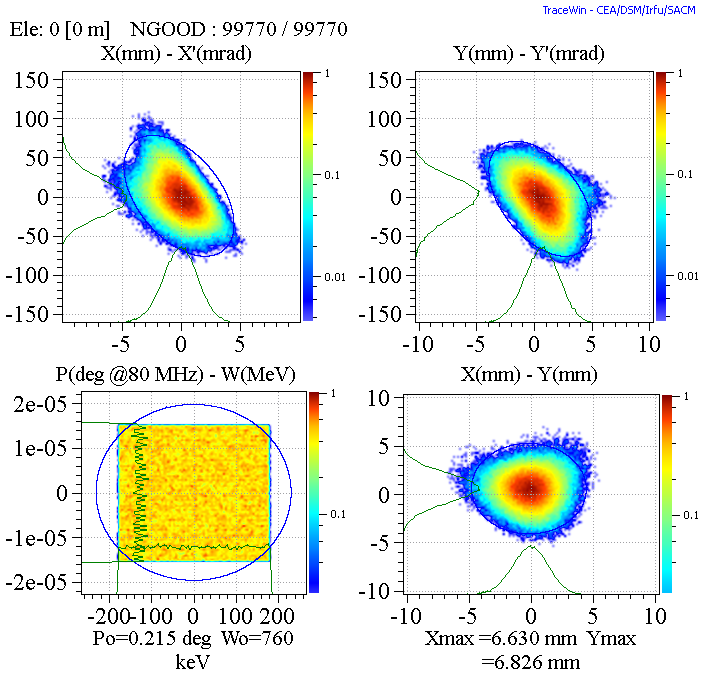 TraceWin - CEA/DSM/Irfu/SACM
Ele: 0 [0 m] NGOOD : 99770 / 99770
X(mm) - X'(mrad)
150
100
50
0
-50
-100
-150
-5 0 5
1
0.1
0.01
Y(mm) - Y'(mrad)
150
100
50
0
-50
-100
-150
-10 -5 0 5 10
1
0.1
0.01
P(deg @80 MHz) - W(MeV)
2e-05
1e-05
0
-1e-05
-2e-05
-200 -100 0 100 200
1
0.1
Po=0.215 deg Wo=760
keV
X(mm) - Y(mm)
10
5
0
-5
-10
-10 -5 0 5 10
1
0.1
Xmax =6.630 mm Ymax
=6.826 mm